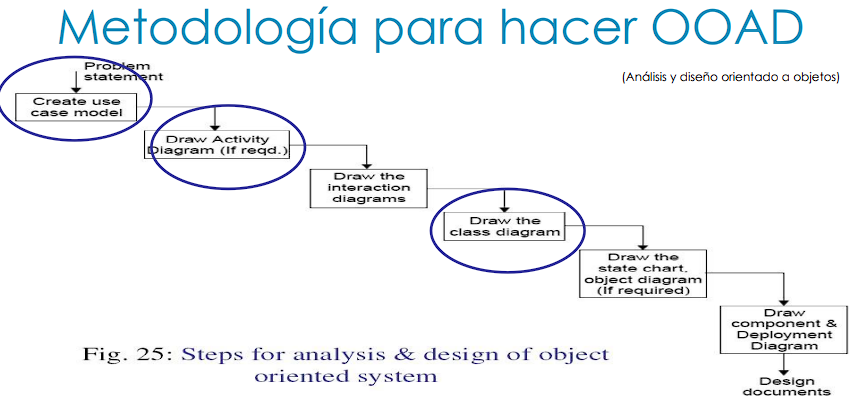 Metodología para hacer OOAD
(Análisis y diseño orientado a objetos)
Problem
statement
Create use
case model
Draw Activity
Diagram (If reqd.)
Draw the
interaction
diagrams
Draw the
class diagram
Draw the
state chart,
object diagram
(If required)
Draw
component &
Deployment
Diagram
Design
documents
Fig. 25: Steps for analysis & design of object
oriented system